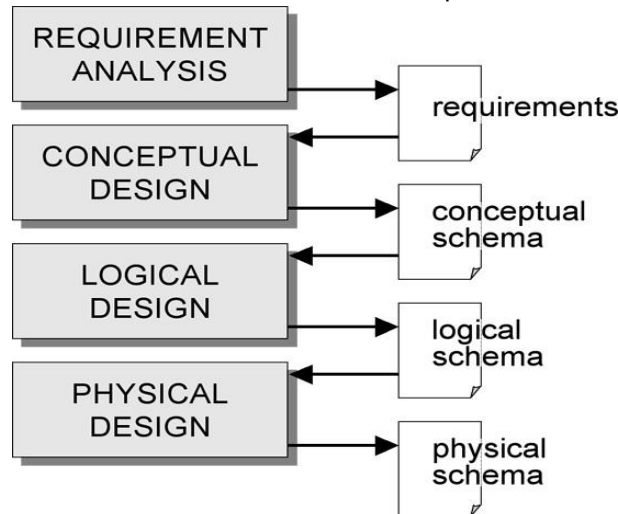 REQUIREMENT
ANALYSIS
requirements
CONCEPTUAL
DESIGN
conceptual
schema
LOGICAL
DESIGN
logical
schema
PHYSICAL
DESIGN
physical
schema